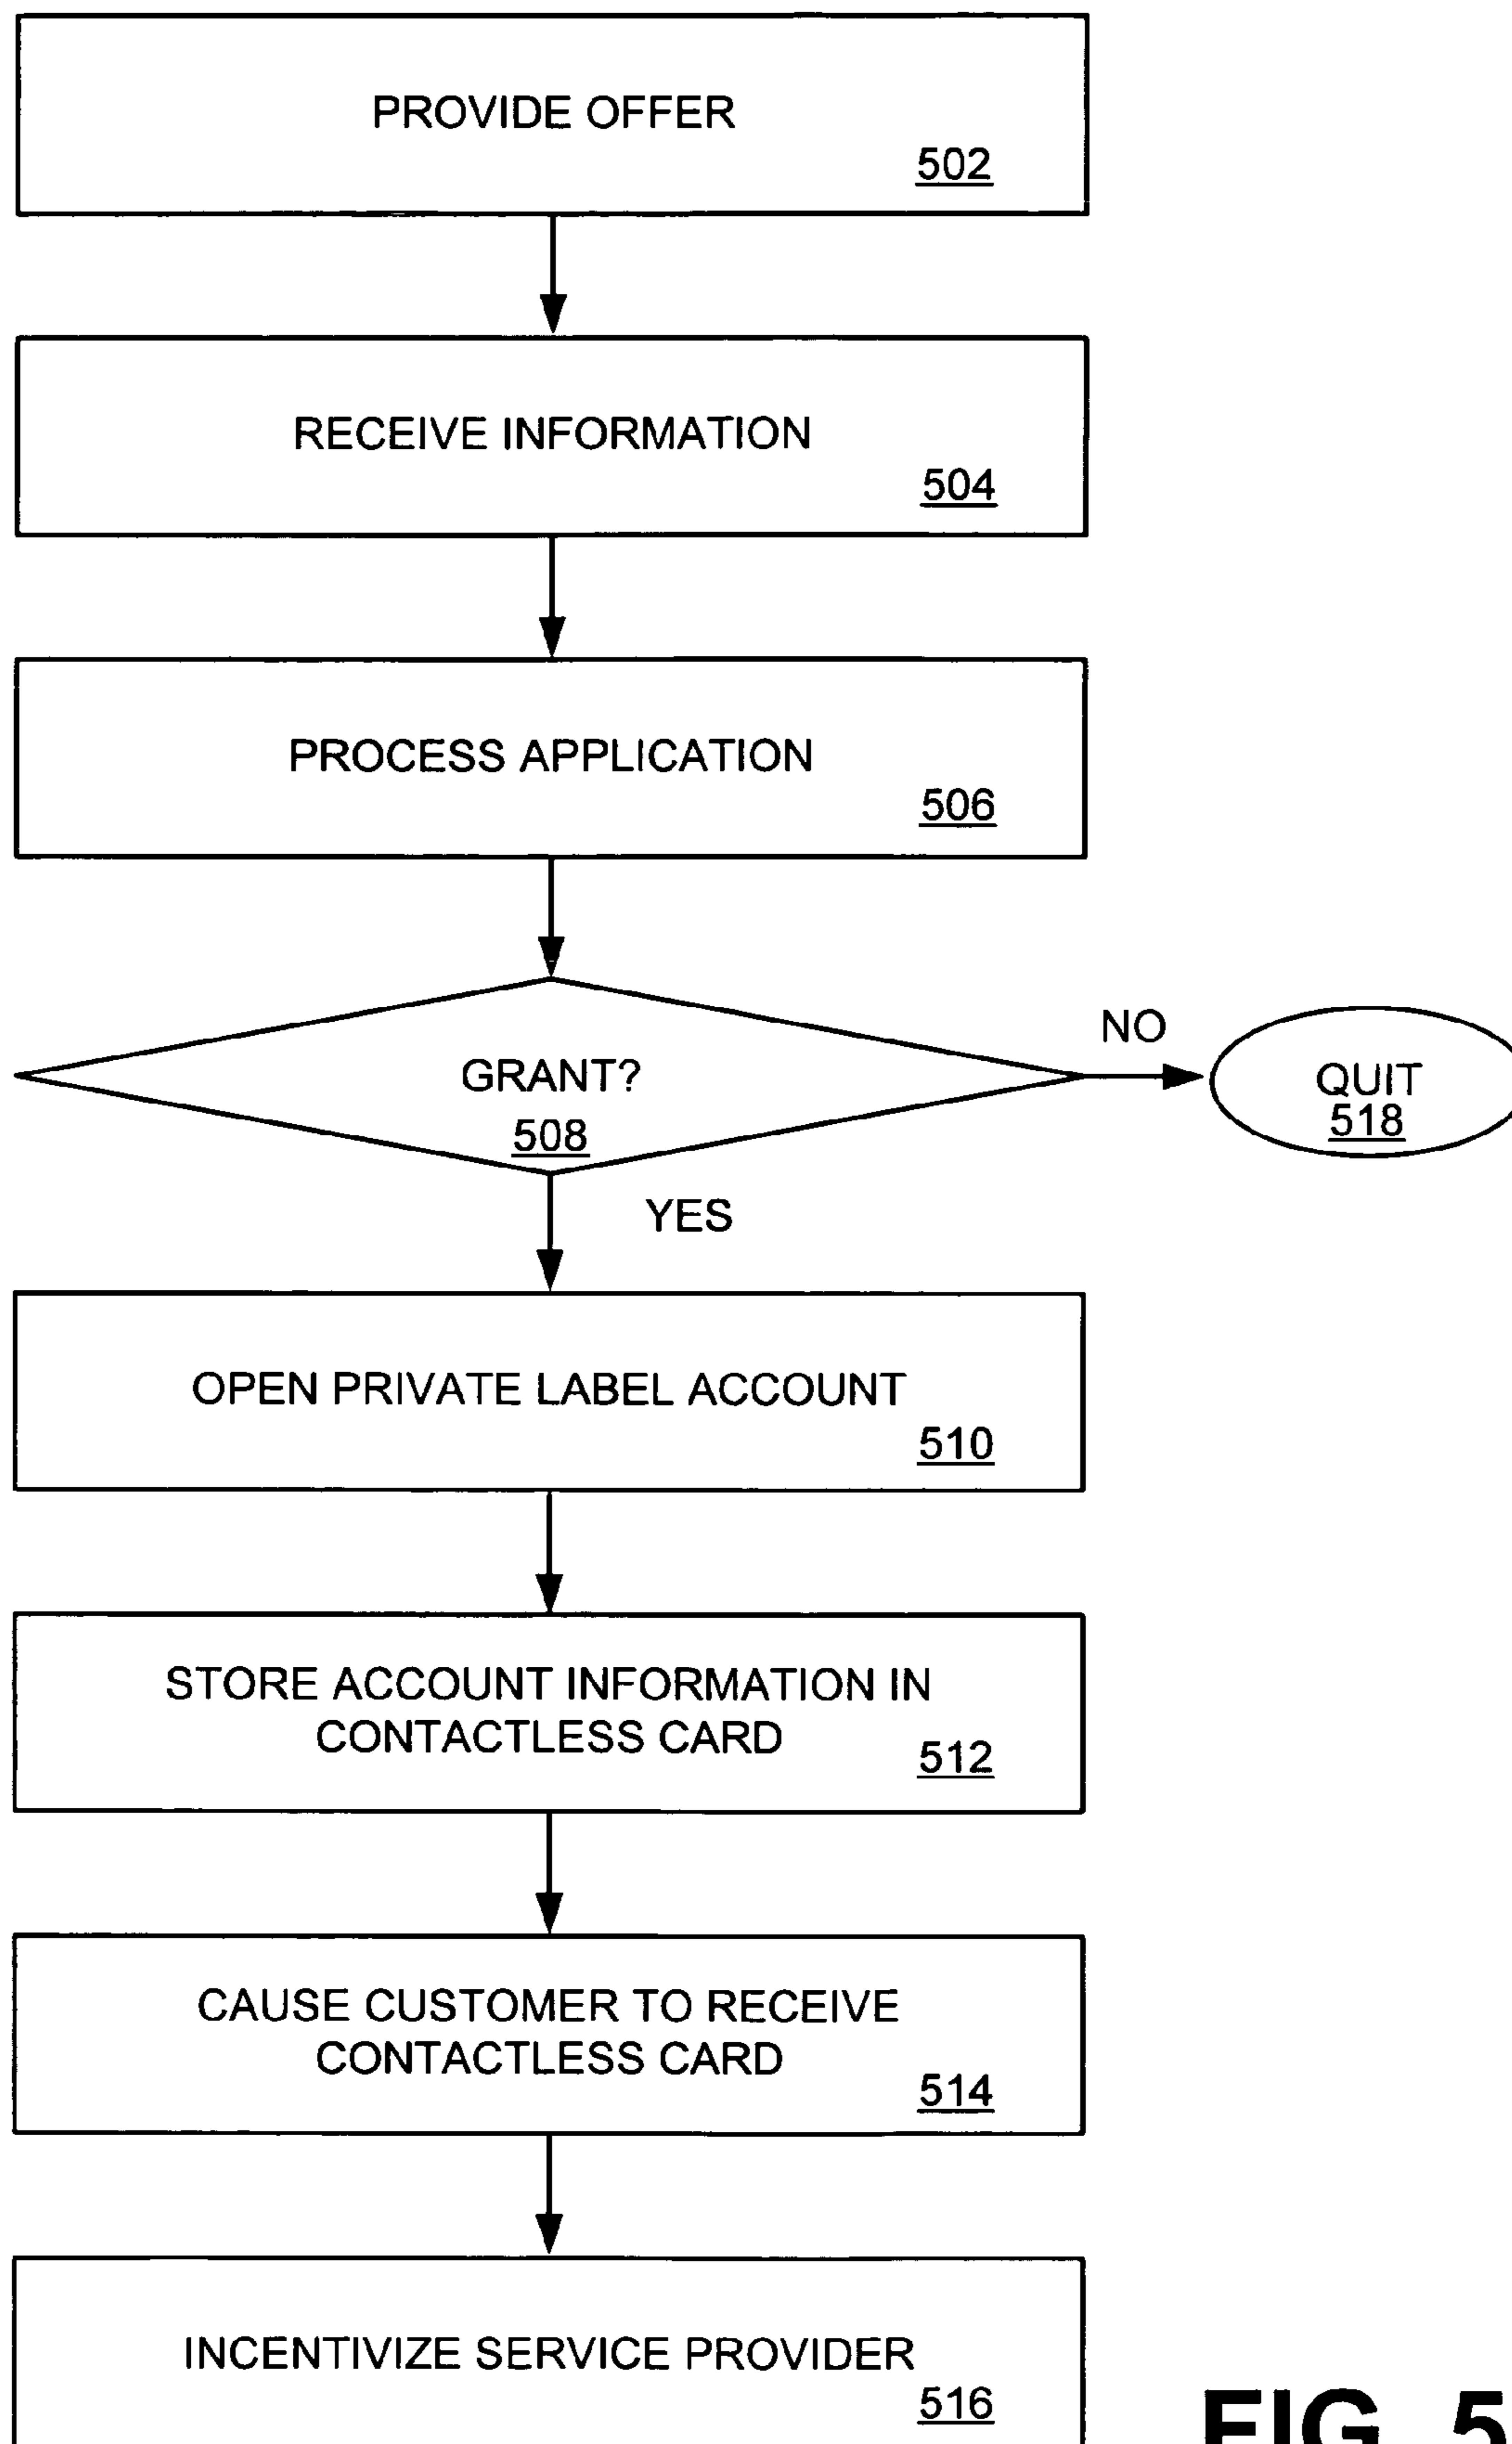 PROVIDE OFFER
502
RECEIVE INFORMATION
504
PROCESS APPLICATION
506
GRANT?
508
NO
QUIT
518
YES
OPEN PRIVATE LABEL ACCOUNT
510
STORE ACCOUNT INFORMATION IN
CONTACTLESS CARD
512
CAUSE CUSTOMER TO RECEIVE
CONTACTLESS CARD
514
INCENTIVIZE SERVICE PROVIDER
516
FIG. 5